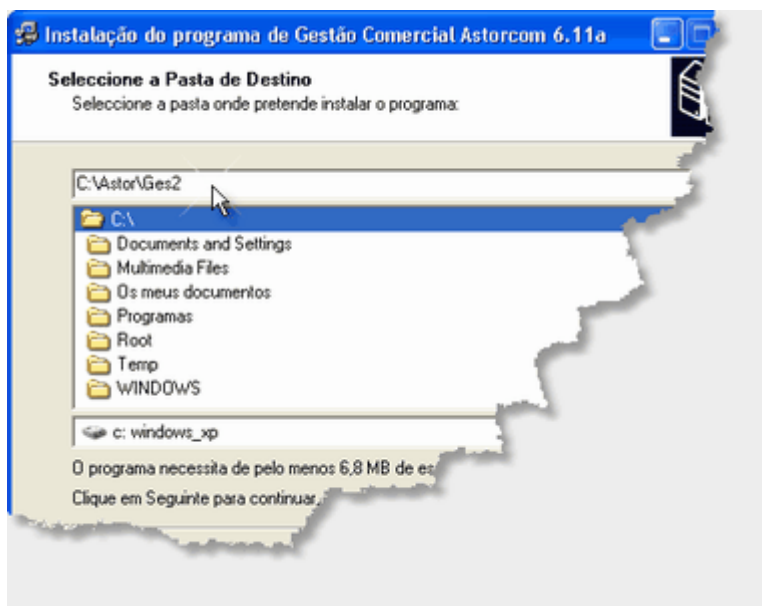 Instalação do programa de Gestão Comercial Astorcom 6.11a
Seleccione a Pasta de Destino
Seleccione a pasta onde pretende instalar o programa:
C:\Astor\Ges2
C:\
Documents and Settings
Multimedia Files
Os meus documentos
Programas
Root
Temp
WINDOWS
c: windows_xp
O programa necessita de pelo menos 6,8 MB de es
Clique em Seguinte para continuar,